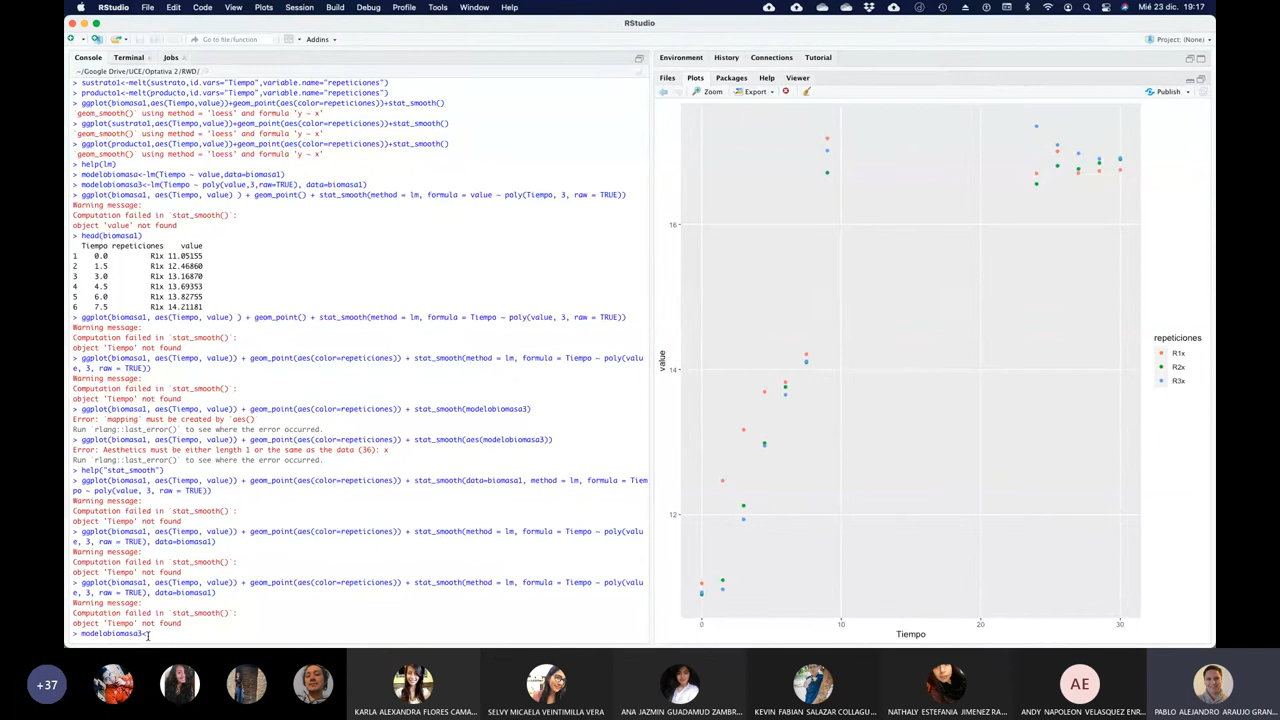 RStudio File Edit Code View Plots Session Build Debug Profile Tools Window Help Mié 23 dic. 19:17
RStudio
Go to file/function Addins Project: (None)
Console Terminal Jobs
~/Google Drive/UCE/Optativa 2/RWD/
> sustrato1<-melt(sustrato,id.vars="Tiempo",variable.name="repeticiones")
> producto1<-melt(producto,id.vars="Tiempo",variable.name="repeticiones")
> ggplot(biomasa1,aes(Tiempo,value))+geom_point(aes(color=repeticiones))+stat_smooth()
`geom_smooth()` using method = 'loess' and formula 'y ~ x'
> ggplot(sustrato1,aes(Tiempo,value))+geom_point(aes(color=repeticiones))+stat_smooth()
`geom_smooth()` using method = 'loess' and formula 'y ~ x'
> ggplot(producto1,aes(Tiempo,value))+geom_point(aes(color=repeticiones))+stat_smooth()
`geom_smooth()` using method = 'loess' and formula 'y ~ x'
> help(lm)
> modelobiomasa<-lm(Tiempo ~ value,data=biomasa1)
> modelobiomasa3<-lm(Tiempo ~ poly(value,3,raw=TRUE), data=biomasa1)
> ggplot(biomasa1, aes(Tiempo, value) ) + geom_point() + stat_smooth(method = lm, formula = value ~ poly(Tiempo, 3, raw = TRUE))
Warning message:
Computation failed in `stat_smooth()`:
object 'value' not found
> head(biomasa1)
Tiempo repeticiones value
1 0.0 R1x 11.05155
2 1.5 R1x 12.46860
3 3.0 R1x 13.16870
4 4.5 R1x 13.69353
5 6.0 R1x 13.82755
6 7.5 R1x 14.21181
> ggplot(biomasa1, aes(Tiempo, value) ) + geom_point() + stat_smooth(method = lm, formula = Tiempo ~ poly(value, 3, raw = TRUE))
Warning message:
Computation failed in `stat_smooth()`:
object 'Tiempo' not found
> ggplot(biomasa1, aes(Tiempo, value)) + geom_point(aes(color=repeticiones)) + stat_smooth(method = lm, formula = Tiempo ~ poly(valu
e, 3, raw = TRUE))
Warning message:
Computation failed in `stat_smooth()`:
object 'Tiempo' not found
> ggplot(biomasa1, aes(Tiempo, value)) + geom_point(aes(color=repeticiones)) + stat_smooth(modelobiomasa3)
Error: `mapping` must be created by `aes()`
Run `rlang::last_error()` to see where the error occurred.
> ggplot(biomasa1, aes(Tiempo, value)) + geom_point(aes(color=repeticiones)) + stat_smooth(aes(modelobiomasa3))
Error: Aesthetics must be either length 1 or the same as the data (36): x
Run `rlang::last_error()` to see where the error occurred.
> help("stat_smooth")
> ggplot(biomasa1, aes(Tiempo, value)) + geom_point(aes(color=repeticiones)) + stat_smooth(data=biomasa1, method = lm, formula = Tiem
po ~ poly(value, 3, raw = TRUE))
Warning message:
Computation failed in `stat_smooth()`:
object 'Tiempo' not found
> ggplot(biomasa1, aes(Tiempo, value)) + geom_point(aes(color=repeticiones)) + stat_smooth(method = lm, formula = Tiempo ~ poly(valu
e, 3, raw = TRUE), data=biomasa1)
Warning message:
Computation failed in `stat_smooth()`:
object 'Tiempo' not found
> ggplot(biomasa1, aes(Tiempo, value)) + geom_point(aes(color=repeticiones)) + stat_smooth(method = lm, formula = Tiempo ~ poly(valu
e, 3, raw = TRUE), data=biomasa1)
Warning message:
Computation failed in `stat_smooth()`:
object 'Tiempo' not found
> modelobiomasa3<-
Environment History Connections Tutorial
Files Plots Packages Help Viewer
Zoom Export Publish
16
14
12
value
0 10 20 30
Tiempo
repeticiones
R1x
R2x
R3x
+37
KARLA ALEXANDRA FLORES CAMA...
SELVY MICAELA VEINTIMILLA VERA
ANA JAZMIN GUADAMUD ZAMBR...
KEVIN FABIAN SALAZAR COLLAGU...
NATHALY ESTEFANIA JIMENEZ RA...
AE
ANDY NAPOLEON VELASQUEZ ENR...
PABLO ALEJANDRO ARAUJO GRAN...